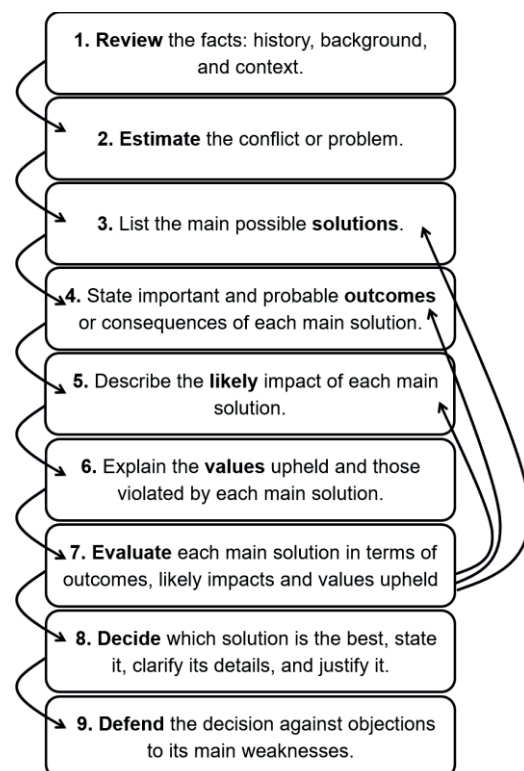 1. Review the facts: history, background,
and context.
2. Estimate the conflict or problem.
3. List the main possible solutions.
4. State important and probable outcomes
or consequences of each main solution.
5. Describe the likely impact of each main
solution.
6. Explain the values upheld and those
violated by each main solution.
7. Evaluate each main solution in terms of
outcomes, likely impacts and values upheld
8. Decide which solution is the best, state
it, clarify its details, and justify it.
9. Defend the decision against objections
to its main weaknesses.